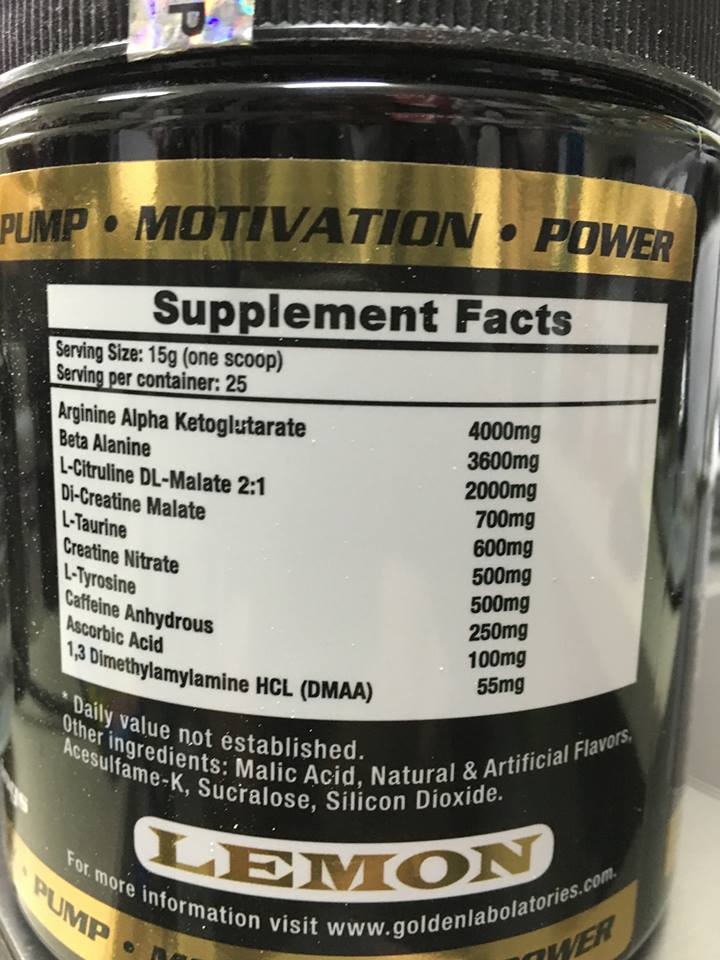 P
PUMP • MOTIVATION • POWER
Supplement Facts
Serving Size: 15g (one scoop)
Serving per container: 25
Arginine Alpha Ketoglutarate 4000mg
Beta Alanine 3600mg
L-Citruline DL-Malate 2:1 2000mg
Di-Creatine Malate 700mg
L-Taurine 600mg
Creatine Nitrate 500mg
L-Tyrosine 500mg
Caffeine Anhydrous 250mg
Ascorbic Acid 100mg
1,3 Dimethylamylamine HCL (DMAA) 55mg
* Daily value not established.
Other ingredients: Malic Acid, Natural & Artificial Flavors,
Acesulfame-K, Sucralose, Silicon Dioxide.
LEMON
For more information visit www.goldenlabolatories.com.
• PUMP •